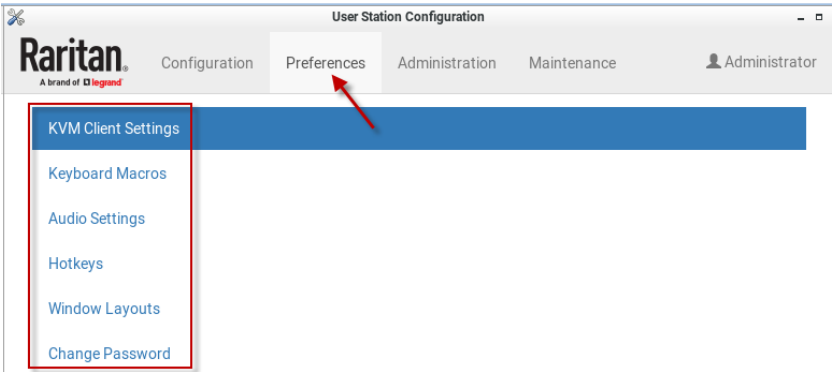 User Station Configuration
Raritan.
A brand of legrand
Configuration
Preferences
Administration
Maintenance
Administrator
KVM Client Settings
Keyboard Macros
Audio Settings
Hotkeys
Window Layouts
Change Password